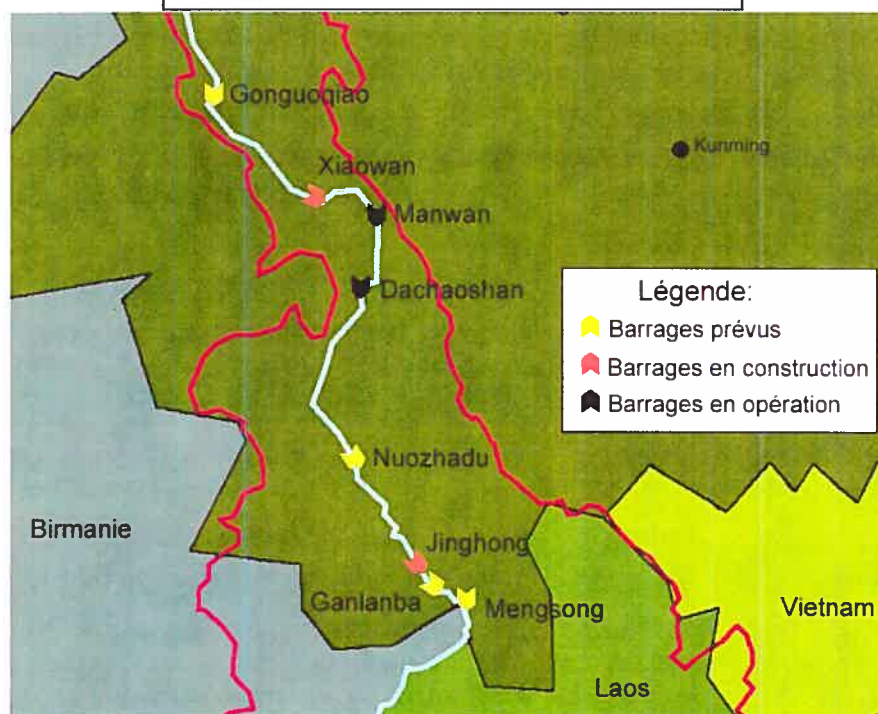 Gonguoqiao
Kunming
Xiaowan
Manwan
Dachaoshan
Légende:
Barrages prévus
Barrages en construction
Barrages en opération
Nuozhadu
Birmanie
Jinghong
Ganlanba
Mengsong
Vietnam
Laos